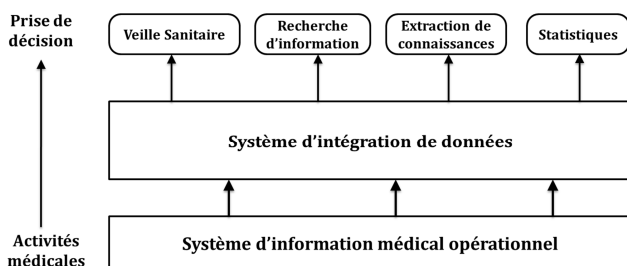 Prise de
décision
Veille Sanitaire
Recherche
d'information
Extraction de
connaissances
Statistiques
Système d'intégration de données
Activités
médicales
Système d'information médical opérationnel